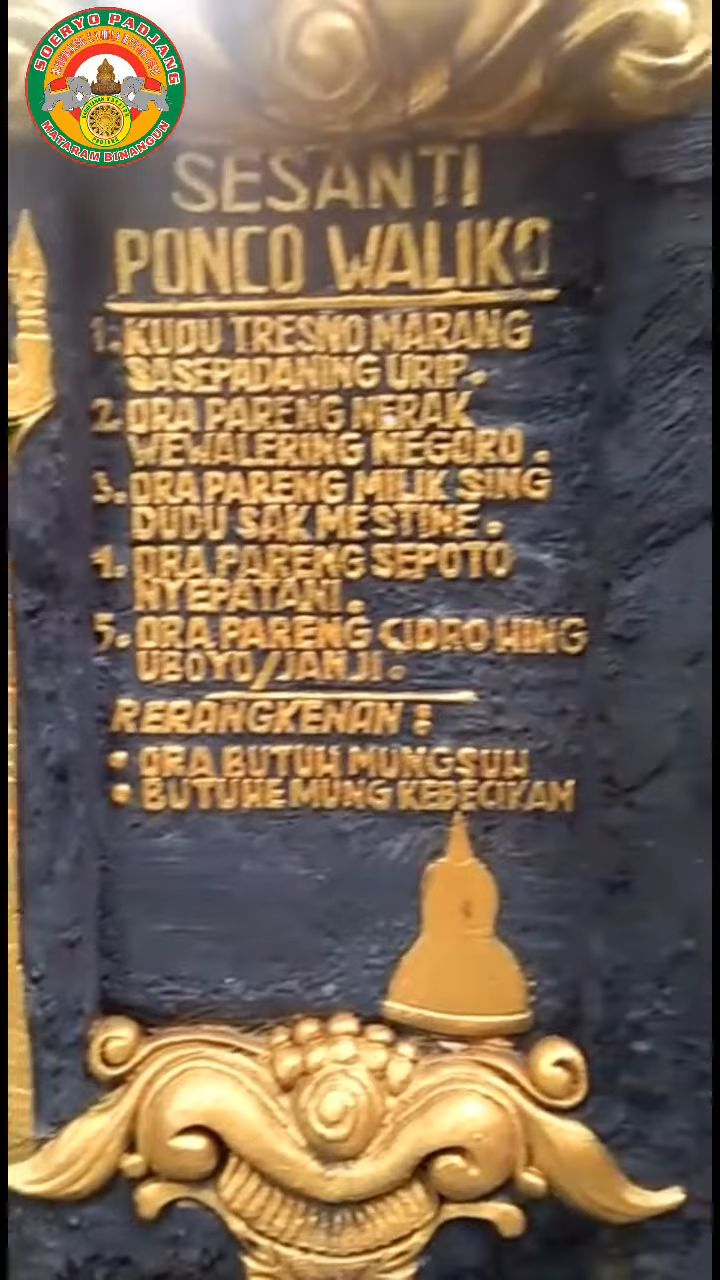 SOERYO PADJANG
MATARAM BINANGUN
SESANTI
PONCO WALIKO
1. KUDU TRESNO MARANG
SASEPADANING URIP.
2. ORA PARENG NERAK
WEWALERING NEGORO.
3. ORA PARENG MILIK SING
DUDU SAK MESTINE.
4. ORA PARENG SEPOTO
NYEPATANI.
5. ORA PARENG CIDRO HING
UBOYO/JANJI.
RERANGKENAN :
• ORA BUTUH MUNGSUH
• BUTUHE MUNG KEBECIKAN